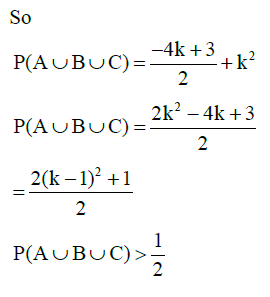 So
P(A∪B∪C) = (-4k+3)/2 + k²
P(A∪B∪C) = (2k²-4k+3)/2
= (2(k-1)²+1)/2
P(A∪B∪C) > 1/2